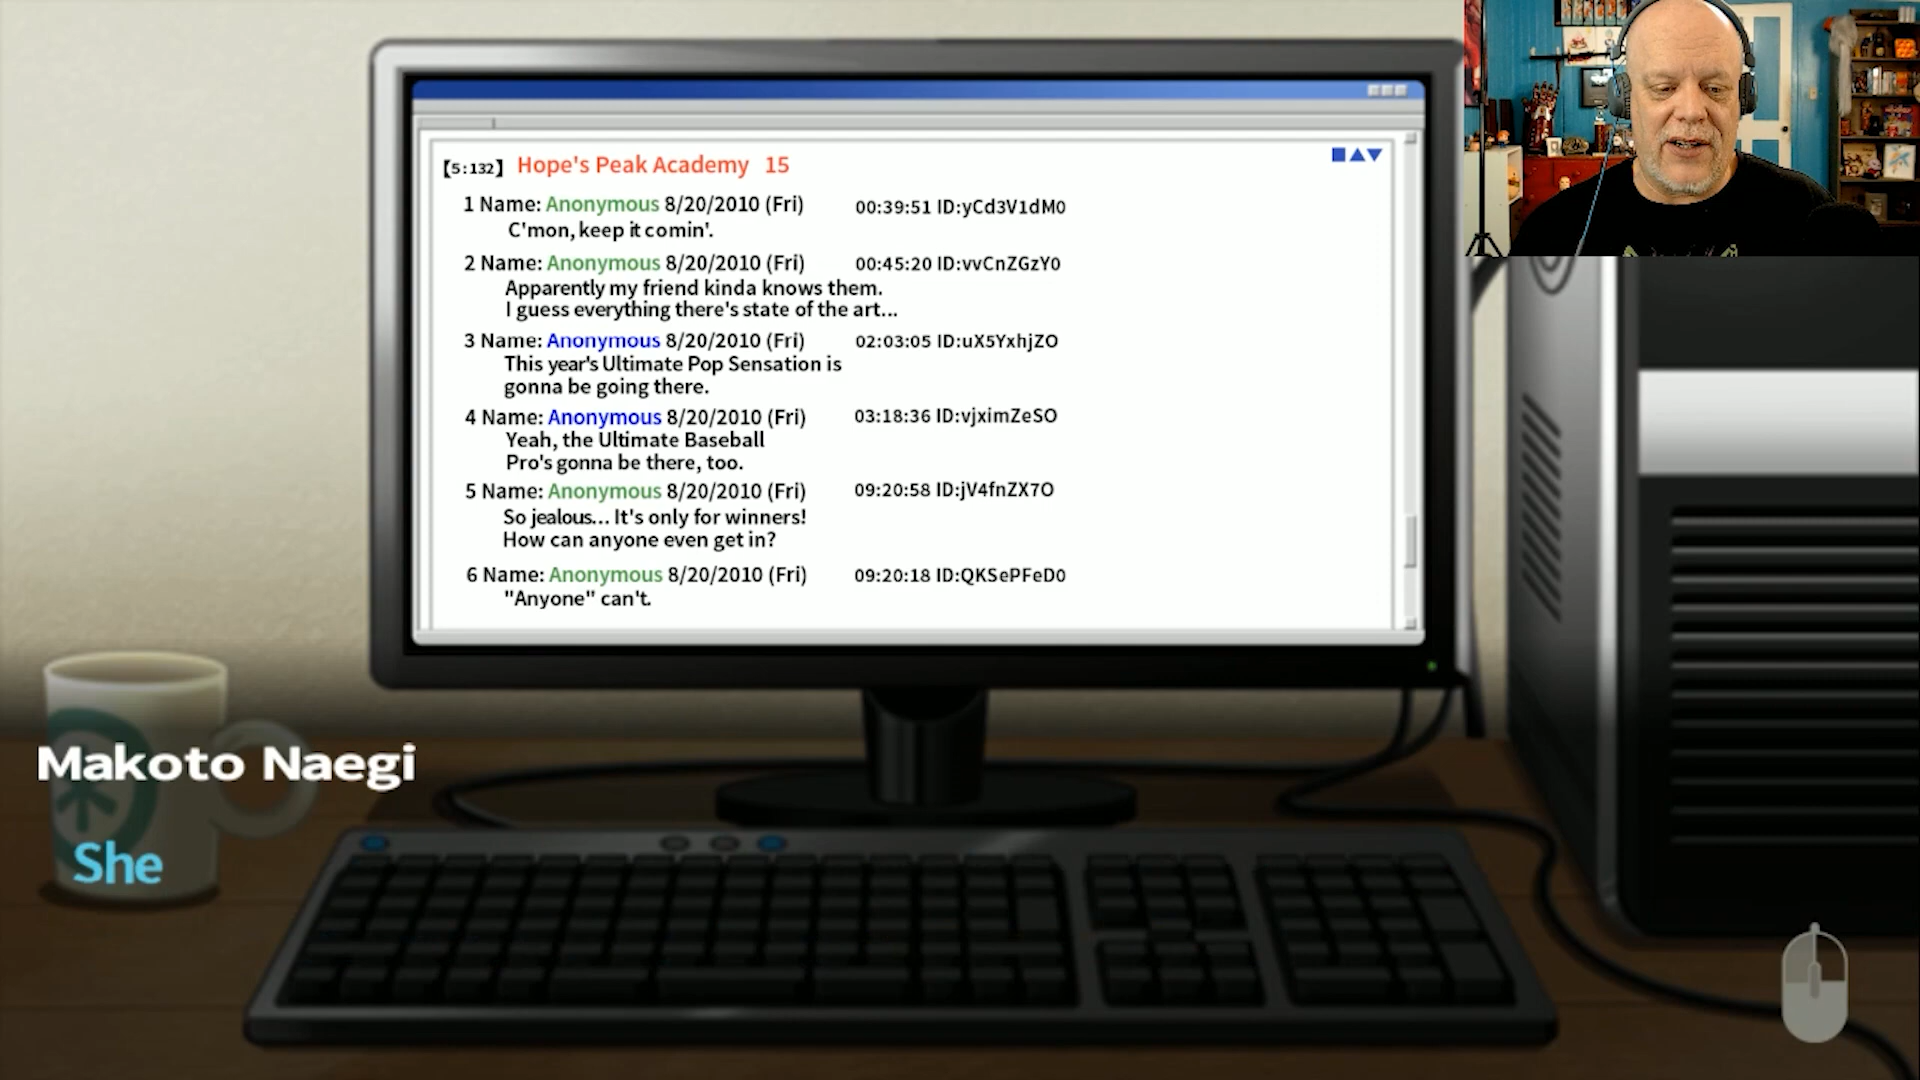 【5:132】 Hope's Peak Academy 15
1 Name: Anonymous 8/20/2010 (Fri) 00:39:51 ID:yCd3V1dM0
C'mon, keep it comin'.
2 Name: Anonymous 8/20/2010 (Fri) 00:45:20 ID:vvCnZGzY0
Apparently my friend kinda knows them.
I guess everything there's state of the art...
3 Name: Anonymous 8/20/2010 (Fri) 02:03:05 ID:uX5YxhjZO
This year's Ultimate Pop Sensation is
gonna be going there.
4 Name: Anonymous 8/20/2010 (Fri) 03:18:36 ID:vjximZeSO
Yeah, the Ultimate Baseball
Pro's gonna be there, too.
5 Name: Anonymous 8/20/2010 (Fri) 09:20:58 ID:jV4fnZX7O
So jealous... It's only for winners!
How can anyone even get in?
6 Name: Anonymous 8/20/2010 (Fri) 09:20:18 ID:QKSePFeD0
"Anyone" can't.
Makoto Naegi
She